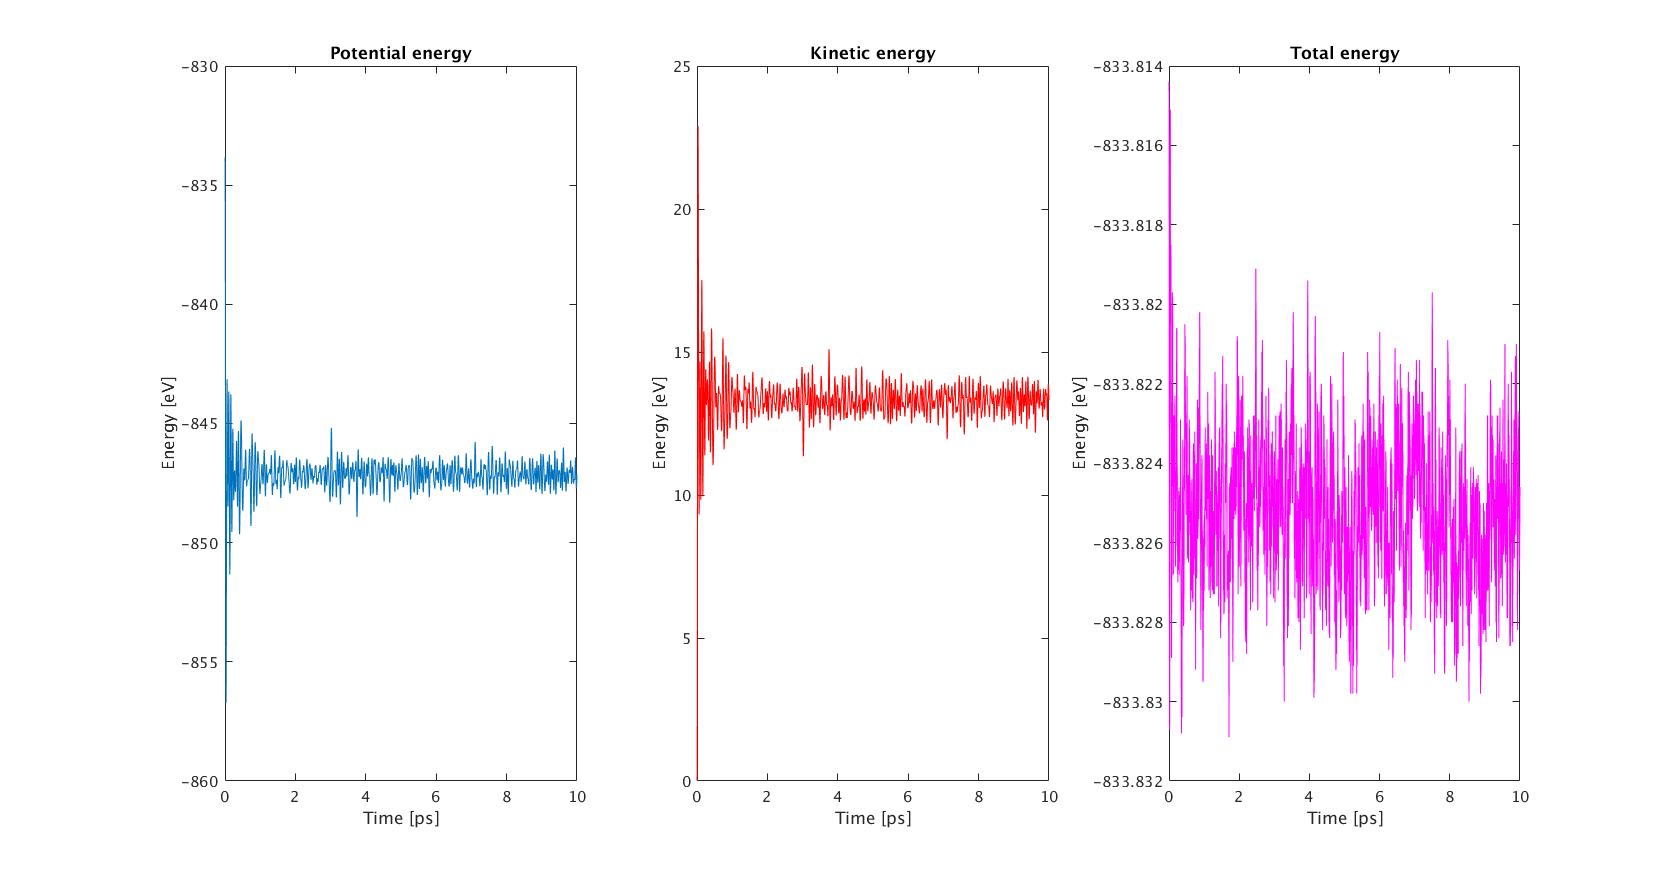 Potential energy
-830
-835
-840
-845
-850
-855
-860
Energy [eV]
0 2 4 6 8 10
Time [ps]
Kinetic energy
25
20
15
10
5
0
Energy [eV]
0 2 4 6 8 10
Time [ps]
Total energy
-833.814
-833.816
-833.818
-833.82
-833.822
-833.824
-833.826
-833.828
-833.83
-833.832
Energy [eV]
0 2 4 6 8 10
Time [ps]